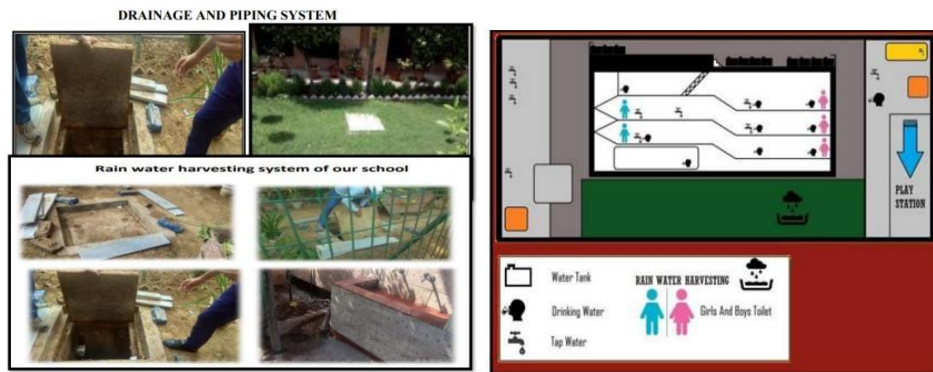 DRAINAGE AND PIPING SYSTEM
Rain water harvesting system of our school
PLAY
STATION
Water Tank
RAIN WATER HARVESTING
Drinking Water
Girls And Boys Toilet
Tap Water